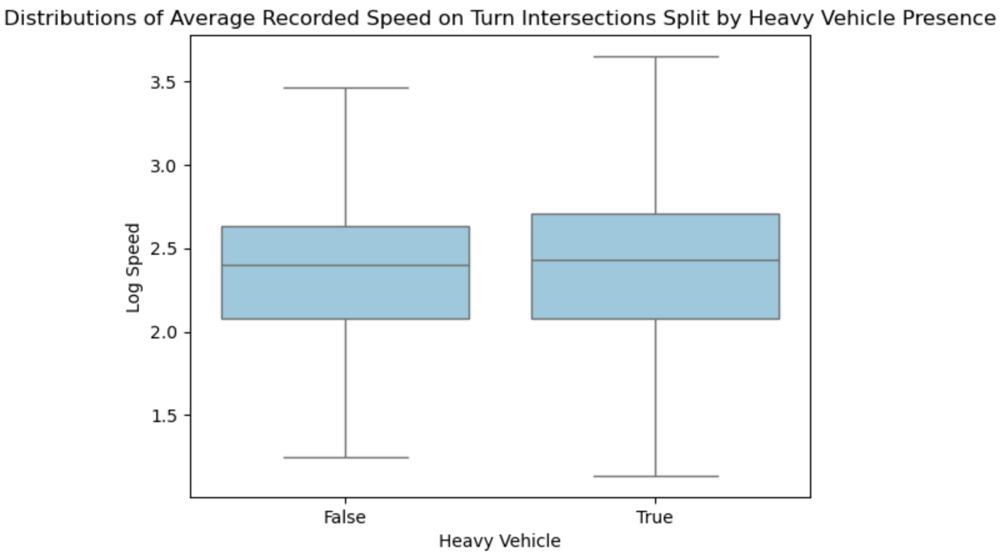 Distributions of Average Recorded Speed on Turn Intersections Split by Heavy Vehicle Presence
3.5
3.0
2.5
2.0
1.5
Log Speed
False
True
Heavy Vehicle